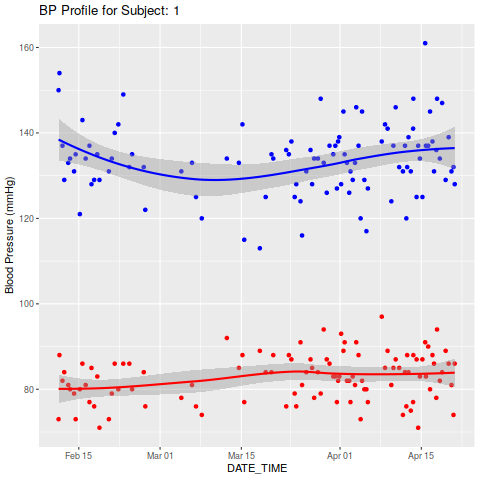 BP Profile for Subject: 1
Blood Pressure (mmHg)
160
140
120
100
80
Feb 15
Mar 01
Mar 15
Apr 01
Apr 15
DATE_TIME